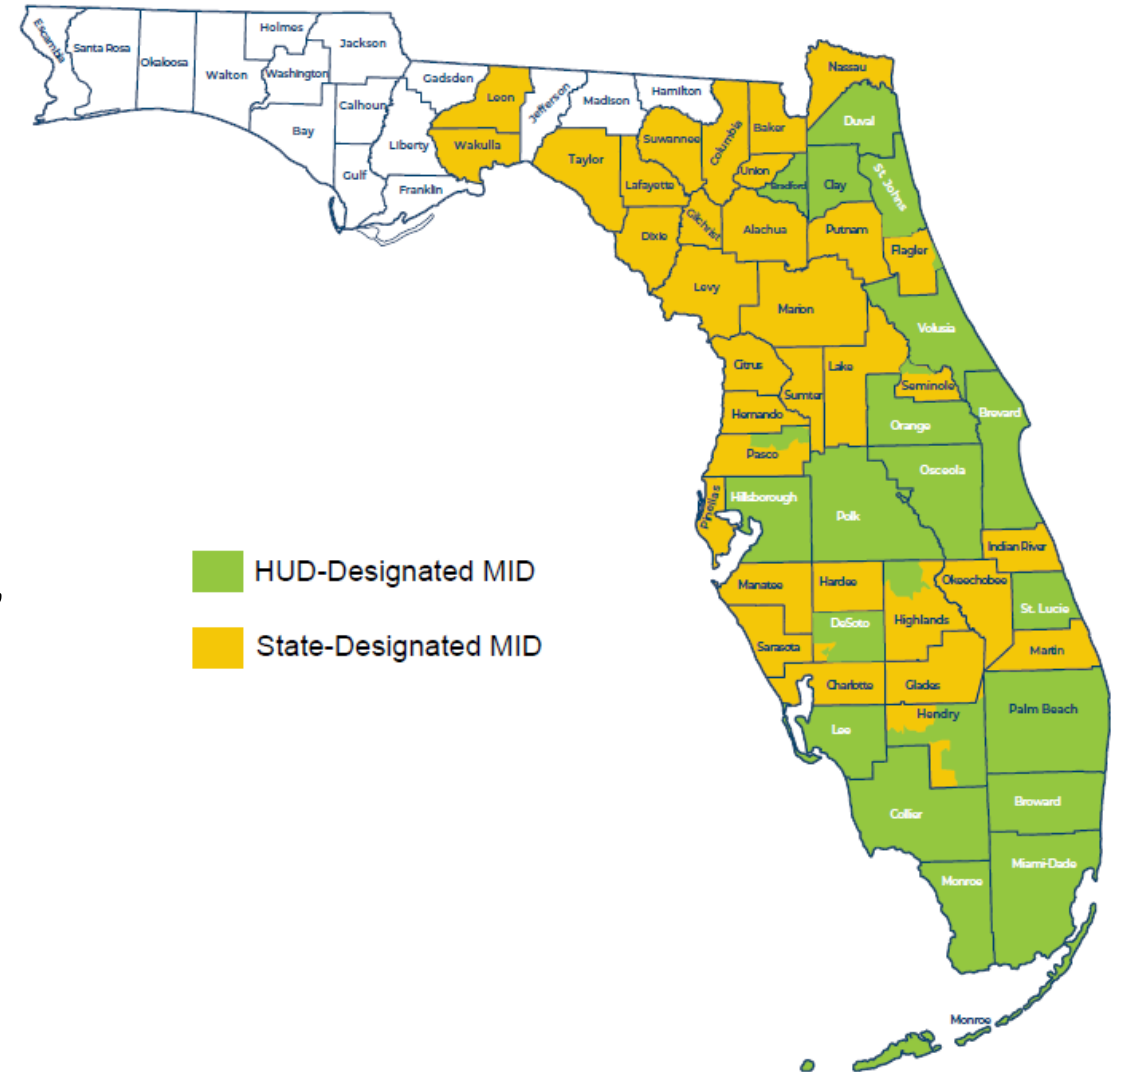 Escambia
Santa Rosa
Okaloosa
Walton
Holmes
Washington
Jackson
Bay
Calhoun
Gulf
Liberty
Gadsden
Franklin
Leon
Wakulla
Jefferson
Madison
Hamilton
Taylor
Suwannee
Lafayette
Columbia
Baker
Nassau
Duval
Union
Bradford
Clay
St. Johns
Dixie
Gilchrist
Alachua
Putnam
Flagler
Levy
Marion
Volusia
Citrus
Sumter
Lake
Seminole
Hernando
Orange
Brevard
Pasco
Osceola
Pinellas
Hillsborough
Polk
Indian River
Manatee
Hardee
Highlands
Okeechobee
St. Lucie
DeSoto
Sarasota
Martin
Charlotte
Glades
Lee
Hendry
Palm Beach
Collier
Broward
Monroe
Miami-Dade
Monroe
,
HUD-Designated MID
State-Designated MID